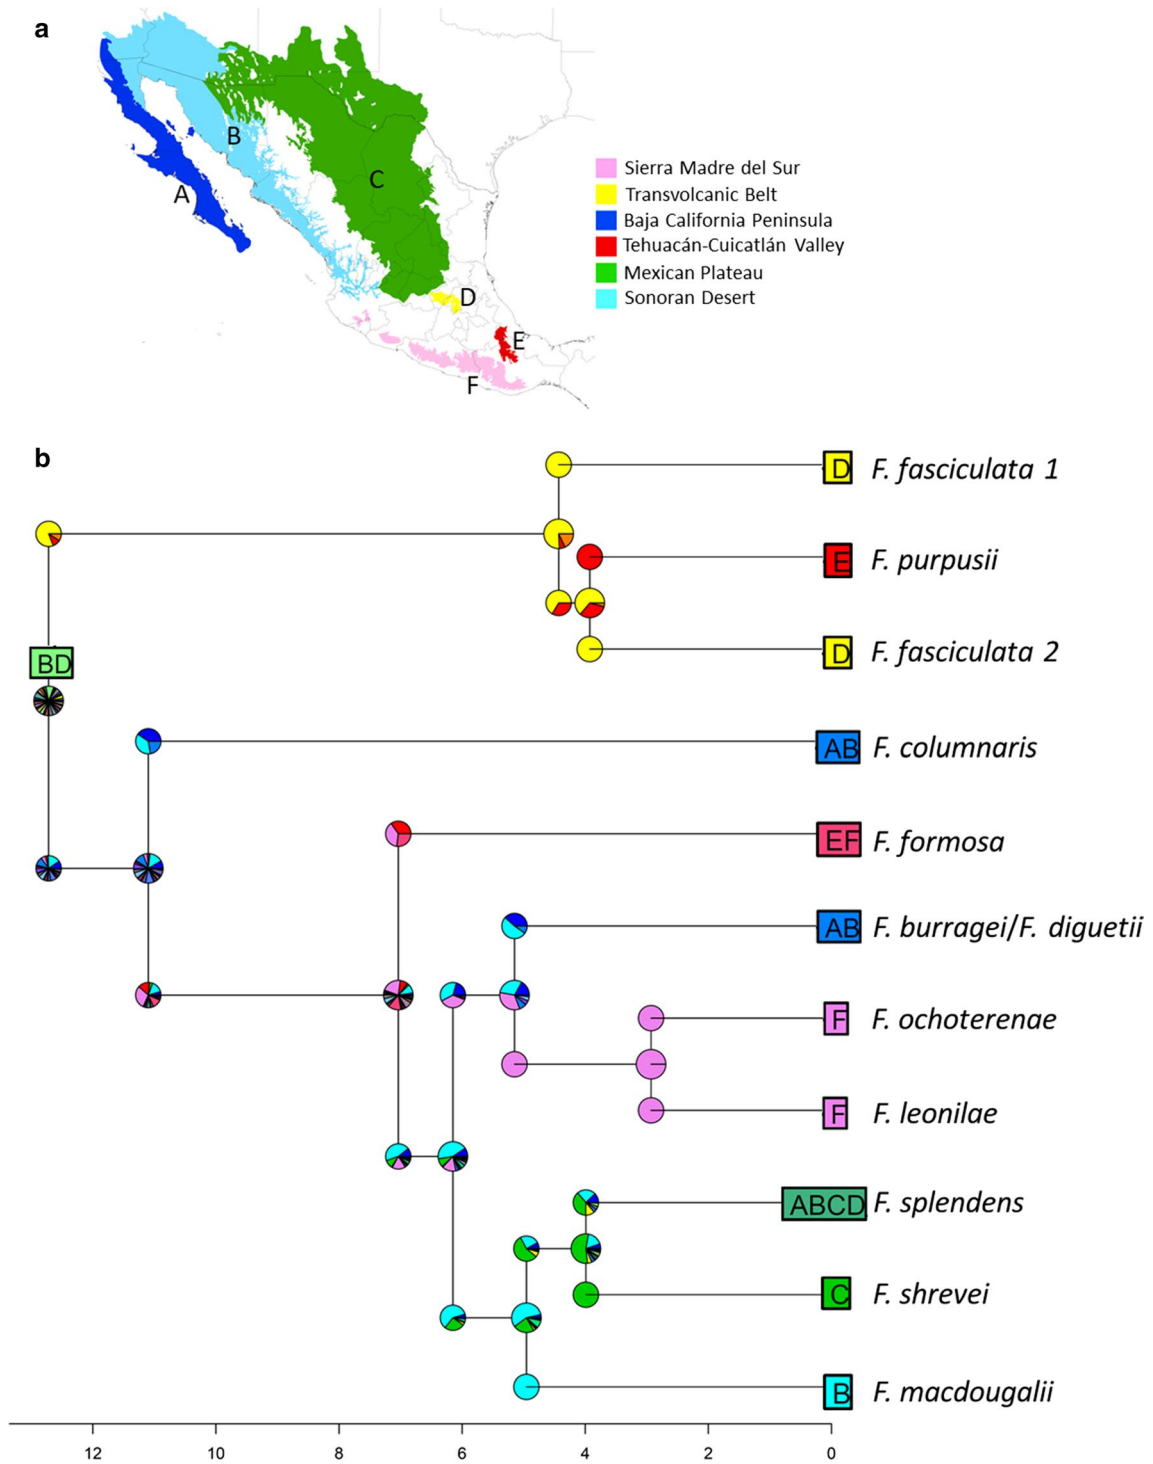 a
A
B
C
D
E
F
Sierra Madre del Sur
Transvolcanic Belt
Baja California Peninsula
Tehuacán-Cuicatlán Valley
Mexican Plateau
Sonoran Desert
b
D F. fasciculata 1
E F. purpusii
D F. fasciculata 2
BD
AB F. columnaris
EF F. formosa
AB F. burragei/F. diguetii
F F. ochoterenae
F F. leonilae
ABCD F. splendens
C F. shrevei
B F. macdougalii
12 10 8 6 4 2 0